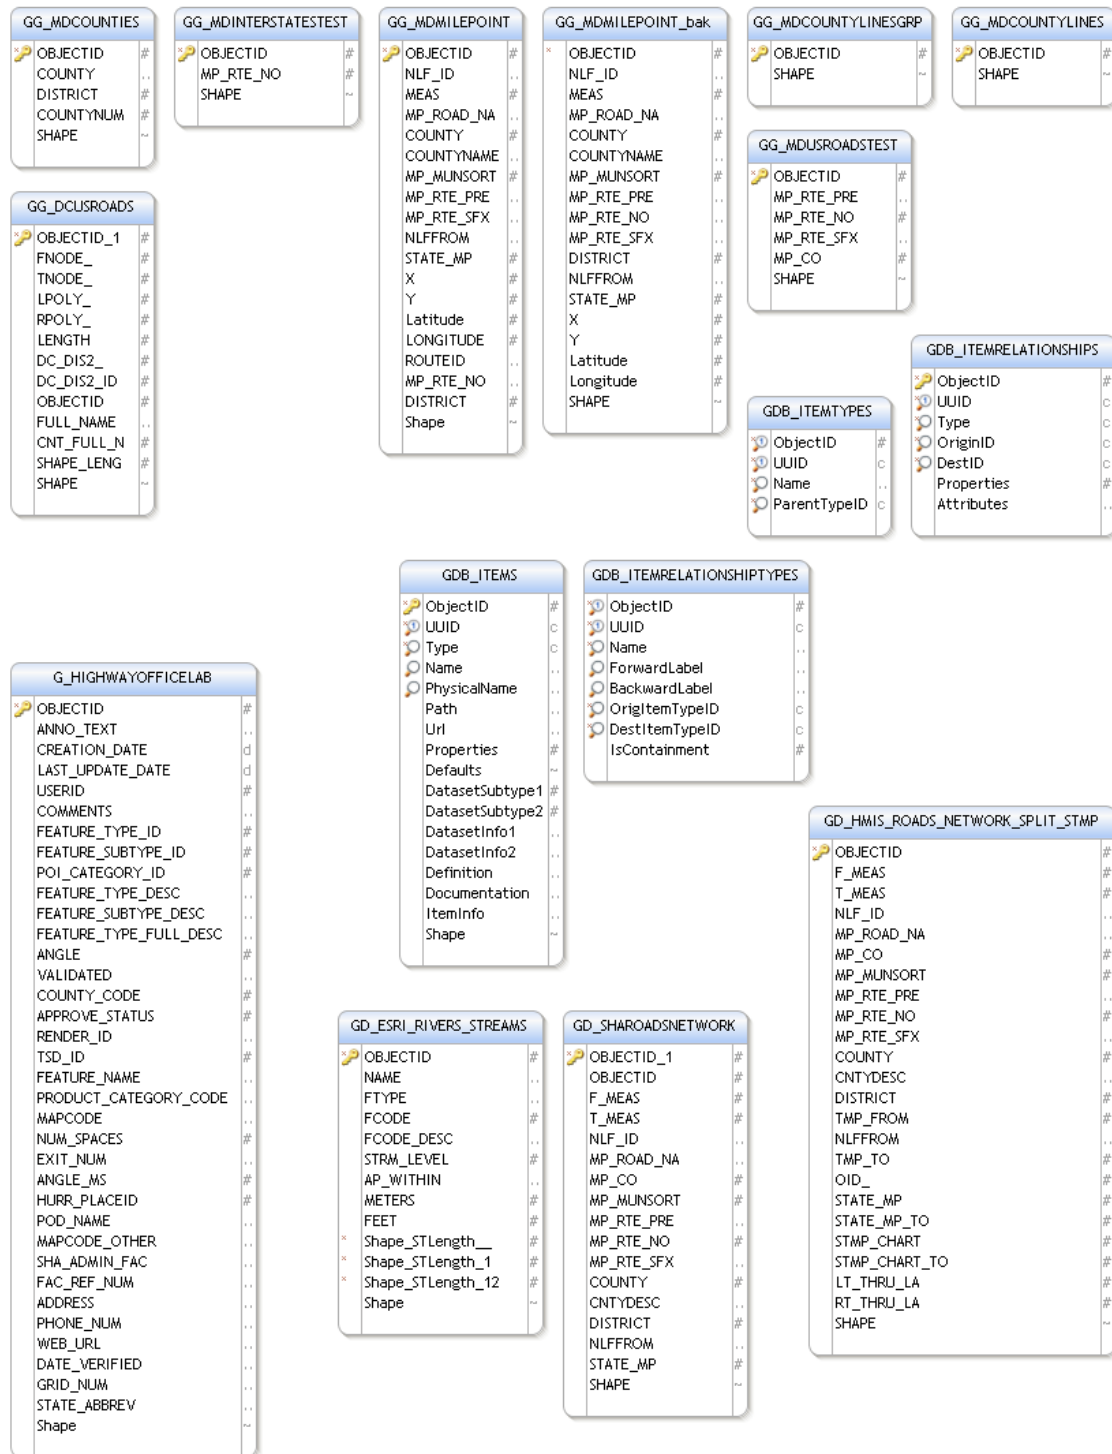 GG_MDCOUNTIES
OBJECTID #
COUNTY ..
DISTRICT #
COUNTYNUM #
SHAPE ~
GG_MDINTERSTATESTEST
OBJECTID #
MP_RTE_NO #
SHAPE ~
GG_MDMILEPOINT
OBJECTID #
NLF_ID ..
MEAS #
MP_ROAD_NA ..
COUNTY #
COUNTYNAME ..
MP_MUNSORT #
MP_RTE_PRE ..
MP_RTE_SFX ..
NLFFROM ..
STATE_MP #
X #
Y #
Latitude #
LONGITUDE #
ROUTEID ..
MP_RTE_NO ..
DISTRICT #
Shape ~
GG_MDMILEPOINT_bak
OBJECTID #
NLF_ID ..
MEAS #
MP_ROAD_NA ..
COUNTY #
COUNTYNAME ..
MP_MUNSORT #
MP_RTE_PRE ..
MP_RTE_NO ..
MP_RTE_SFX ..
DISTRICT #
NLFFROM ..
STATE_MP #
X #
Y #
Latitude #
Longitude #
SHAPE ~
GG_MDCOUNTYLINESGRP
OBJECTID #
SHAPE ~
GG_MDCOUNTYLINES
OBJECTID #
SHAPE ~
GG_MDUSROADSTEST
OBJECTID #
MP_RTE_PRE ..
MP_RTE_NO #
MP_RTE_SFX ..
MP_CO #
SHAPE ~
GG_DCUSROADS
OBJECTID_1 #
FNODE_ #
TNODE_ #
LPOLY_ #
RPOLY_ #
LENGTH #
DC_DIS2_ #
DC_DIS2_ID #
OBJECTID #
FULL_NAME ..
CNT_FULL_N #
SHAPE_LENG #
SHAPE ~
GDB_ITEMRELATIONSHIPS
ObjectID #
UUID c
Type c
OriginID c
DestID c
Properties #
Attributes ..
GDB_ITEMTYPES
ObjectID #
UUID c
Name ..
ParentTypeID c
GDB_ITEMS
ObjectID #
UUID c
Type c
Name ..
PhysicalName ..
Path ..
Url ..
Properties #
Defaults ~
DatasetSubtype1 #
DatasetSubtype2 #
DatasetInfo1 ..
DatasetInfo2 ..
Definition ..
Documentation ..
ItemInfo ..
Shape ~
GDB_ITEMRELATIONSHIPTYPES
ObjectID #
UUID c
Name ..
ForwardLabel ..
BackwardLabel ..
OrigItemTypeID c
DestItemTypeID c
IsContainment #
G_HIGHWAYOFFICELAB
OBJECTID #
ANNO_TEXT ..
CREATION_DATE d
LAST_UPDATE_DATE d
USERID #
COMMENTS ..
FEATURE_TYPE_ID #
FEATURE_SUBTYPE_ID #
POI_CATEGORY_ID #
FEATURE_TYPE_DESC ..
FEATURE_SUBTYPE_DESC ..
FEATURE_TYPE_FULL_DESC ..
ANGLE #
VALIDATED ..
COUNTY_CODE #
APPROVE_STATUS #
RENDER_ID ..
TSD_ID #
FEATURE_NAME ..
PRODUCT_CATEGORY_CODE ..
MAPCODE ..
NUM_SPACES #
EXIT_NUM ..
ANGLE_MS #
HURR_PLACEID #
POD_NAME ..
MAPCODE_OTHER ..
SHA_ADMIN_FAC ..
FAC_REF_NUM ..
ADDRESS ..
PHONE_NUM ..
WEB_URL ..
DATE_VERIFIED ..
GRID_NUM ..
STATE_ABBREV ..
Shape ~
GD_HMIS_ROADS_NETWORK_SPLIT_STMP
OBJECTID #
F_MEAS #
T_MEAS #
NLF_ID ..
MP_ROAD_NA ..
MP_CO #
MP_MUNSORT #
MP_RTE_PRE ..
MP_RTE_NO #
MP_RTE_SFX ..
COUNTY #
CNTYDESC ..
DISTRICT #
TMP_FROM #
NLFFROM ..
TMP_TO #
OID_ #
STATE_MP #
STATE_MP_TO #
STMP_CHART #
STMP_CHART_TO #
LT_THRU_LA #
RT_THRU_LA #
SHAPE ~
GD_ESRI_RIVERS_STREAMS
OBJECTID #
NAME ..
FTYPE ..
FCODE #
FCODE_DESC ..
STRM_LEVEL #
AP_WITHIN ..
METERS #
FEET #
Shape_STLength__ #
Shape_STLength_1 #
Shape_STLength_12 #
Shape ~
GD_SHAROADSNETWORK
OBJECTID_1 #
OBJECTID #
F_MEAS #
T_MEAS #
NLF_ID ..
MP_ROAD_NA ..
MP_CO #
MP_MUNSORT #
MP_RTE_PRE ..
MP_RTE_NO #
MP_RTE_SFX ..
COUNTY #
CNTYDESC ..
DISTRICT #
NLFFROM ..
STATE_MP #
SHAPE ~